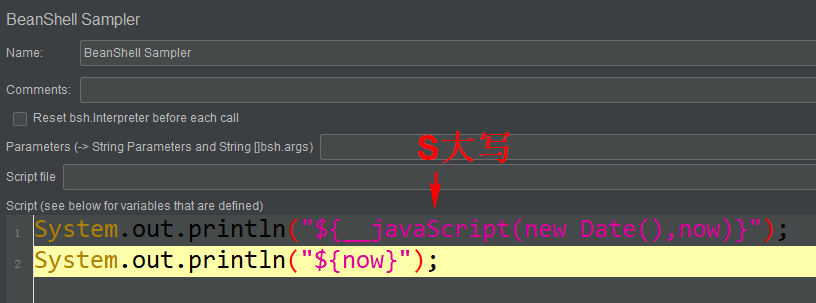 BeanShell Sampler
Name: BeanShell Sampler
Comments:
Reset bsh.Interpreter before each call
Parameters (-> String Parameters and String []bsh.args)
S大写
Script file
Script (see below for variables that are defined)
1 System.out.println("${__javaScript(new Date(),now)}");
2 System.out.println("${now}");